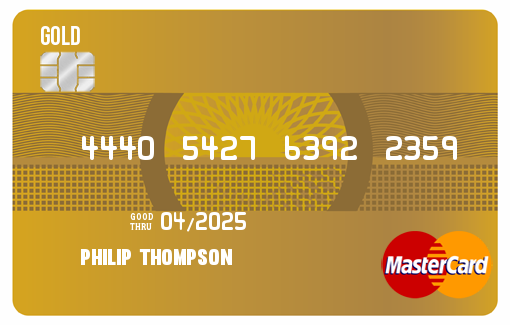 GOLD
4440 5427 6392 2359
GOOD
THRU 04/2025
PHILIP THOMPSON
MasterCard